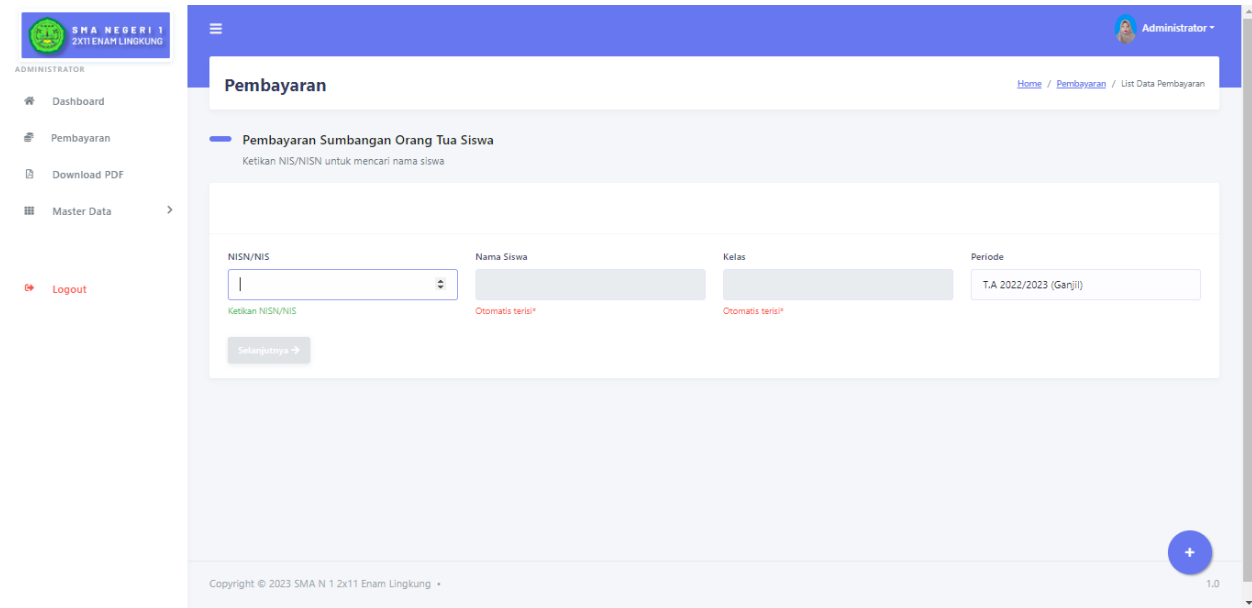 SMA NEGERI 1
2X11 ENAM LINGKUNG
Administrator
ADMINISTRATOR
Dashboard
Pembayaran
Download PDF
Master Data
Logout
Pembayaran
Home / Pembayaran / List Data Pembayaran
Pembayaran Sumbangan Orang Tua Siswa
Ketikan NIS/NISN untuk mencari nama siswa
NISN/NIS
Nama Siswa
Kelas
Periode
T.A 2022/2023 (Ganjil)
Ketikan NISN/NIS
Otomatis terisi*
Otomatis terisi*
Selanjutnya →
+
Copyright © 2023 SMA N 1 2x11 Enam Lingkung •
1.0